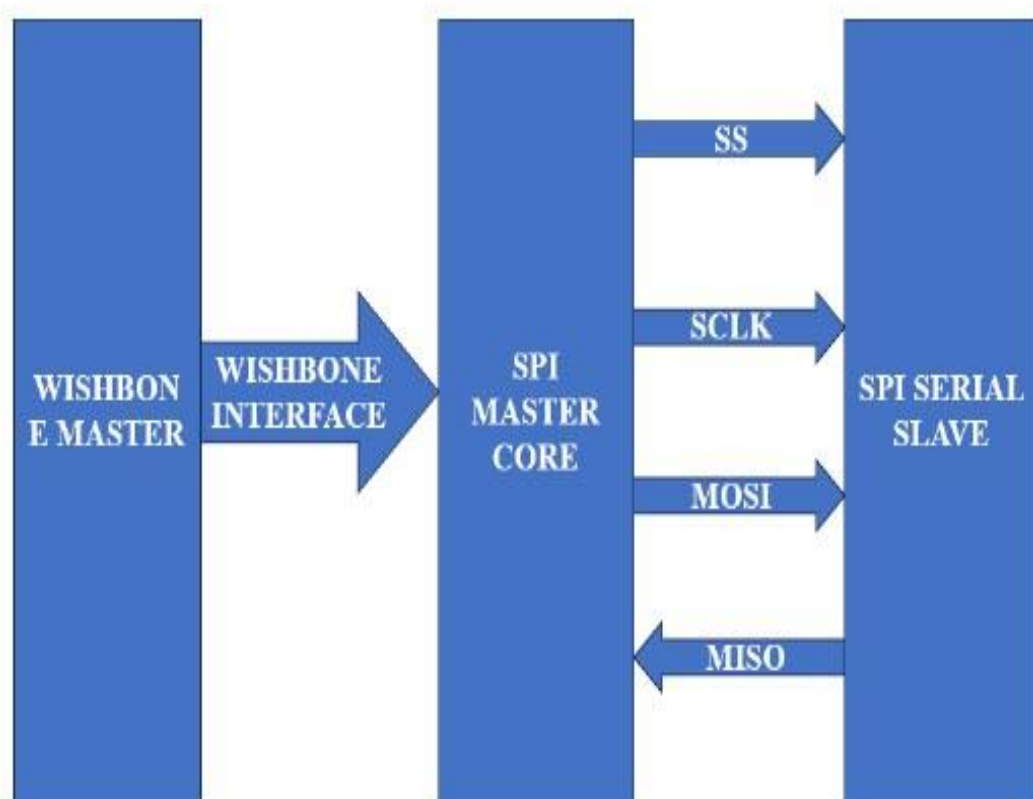 WISHBON
E MASTER
WISHBONE
INTERFACE
SPI
MASTER
CORE
SS
SCLK
MOSI
MISO
SPI SERIAL
SLAVE